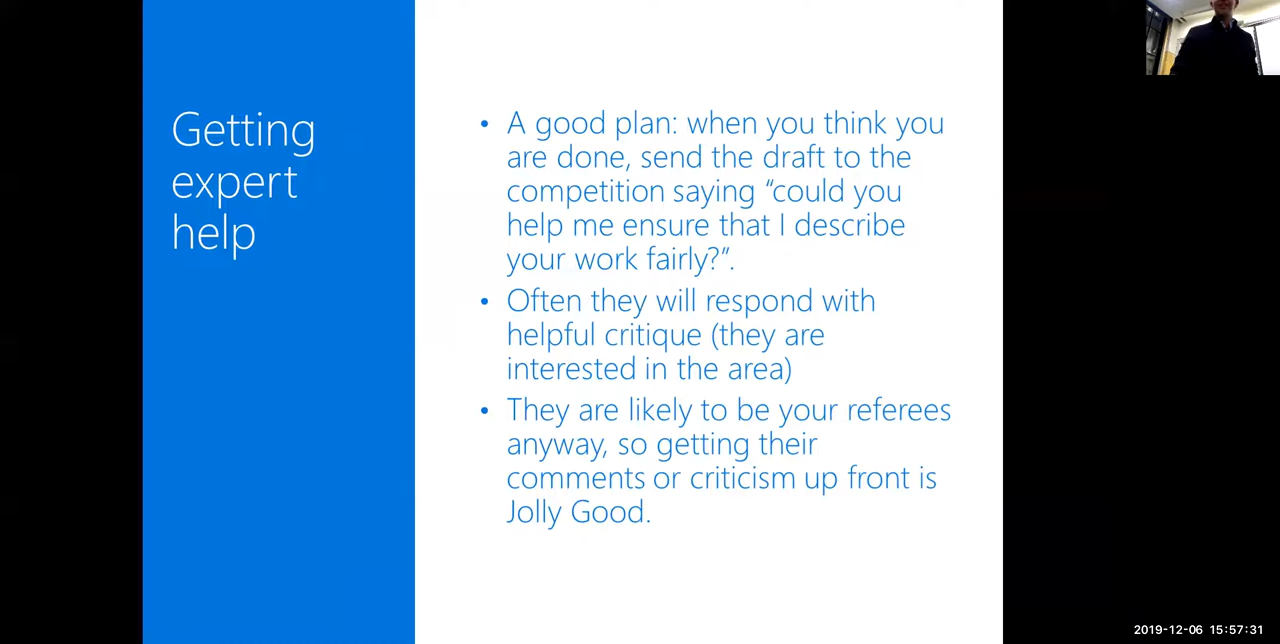 Getting
expert
help
• A good plan: when you think you
are done, send the draft to the
competition saying “could you
help me ensure that I describe
your work fairly?”.
• Often they will respond with
helpful critique (they are
interested in the area)
• They are likely to be your referees
anyway, so getting their
comments or criticism up front is
Jolly Good.
2019-12-06 15:57:31